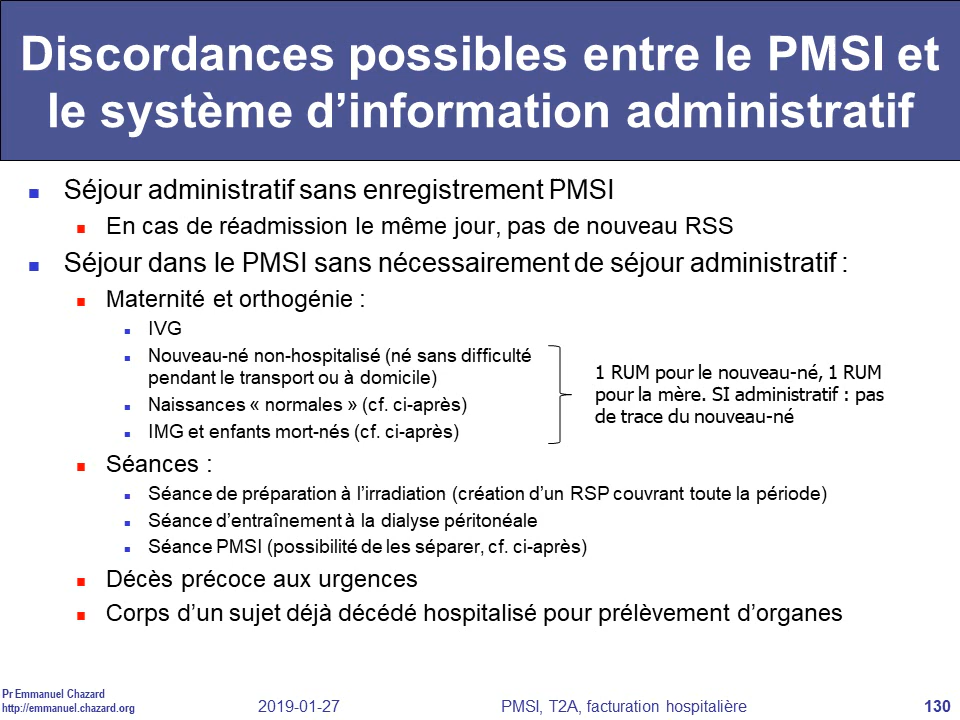 Discordances possibles entre le PMSI et
le système d’information administratif
Séjour administratif sans enregistrement PMSI
En cas de réadmission le même jour, pas de nouveau RSS
Séjour dans le PMSI sans nécessairement de séjour administratif :
Maternité et orthogénie :
IVG
Nouveau-né non-hospitalisé (né sans difficulté
pendant le transport ou à domicile)
Naissances « normales » (cf. ci-après)
IMG et enfants mort-nés (cf. ci-après)
1 RUM pour le nouveau-né, 1 RUM
pour la mère. SI administratif : pas
de trace du nouveau-né
Séances :
Séance de préparation à l’irradiation (création d’un RSP couvrant toute la période)
Séance d’entraînement à la dialyse péritonéale
Séance PMSI (possibilité de les séparer, cf. ci-après)
Décès précoce aux urgences
Corps d’un sujet déjà décédé hospitalisé pour prélèvement d’organes
Pr Emmanuel Chazard
http://emmanuel.chazard.org
2019-01-27
PMSI, T2A, facturation hospitalière
130